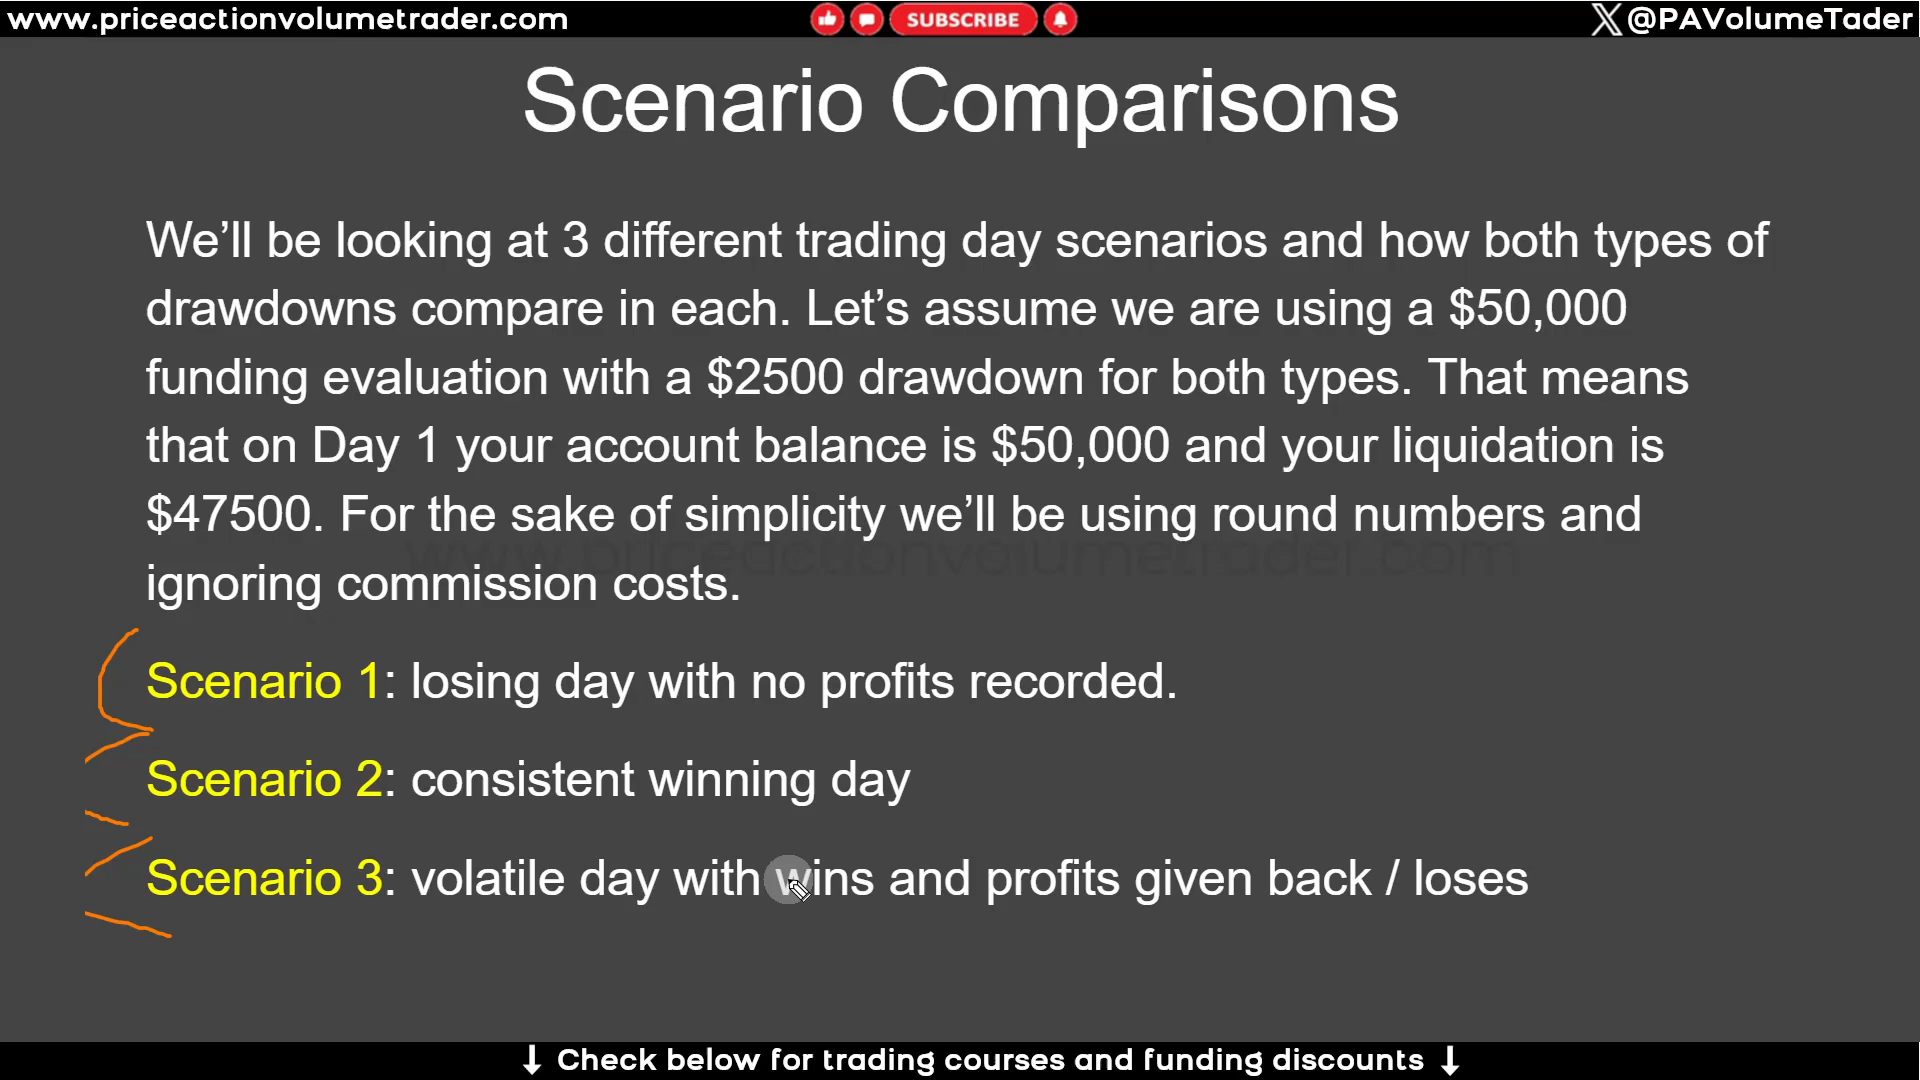 www.priceactionvolumetrader.com
SUBSCRIBE
@PAVolumeTader
Scenario Comparisons
We’ll be looking at 3 different trading day scenarios and how both types of
drawdowns compare in each. Let’s assume we are using a $50,000
funding evaluation with a $2500 drawdown for both types. That means
that on Day 1 your account balance is $50,000 and your liquidation is
$47500. For the sake of simplicity we’ll be using round numbers and
www.priceactionvolumetrader.com
ignoring commission costs.
Scenario 1: losing day with no profits recorded.
Scenario 2: consistent winning day
Scenario 3: volatile day with wins and profits given back / loses
↓ Check below for trading courses and funding discounts ↓